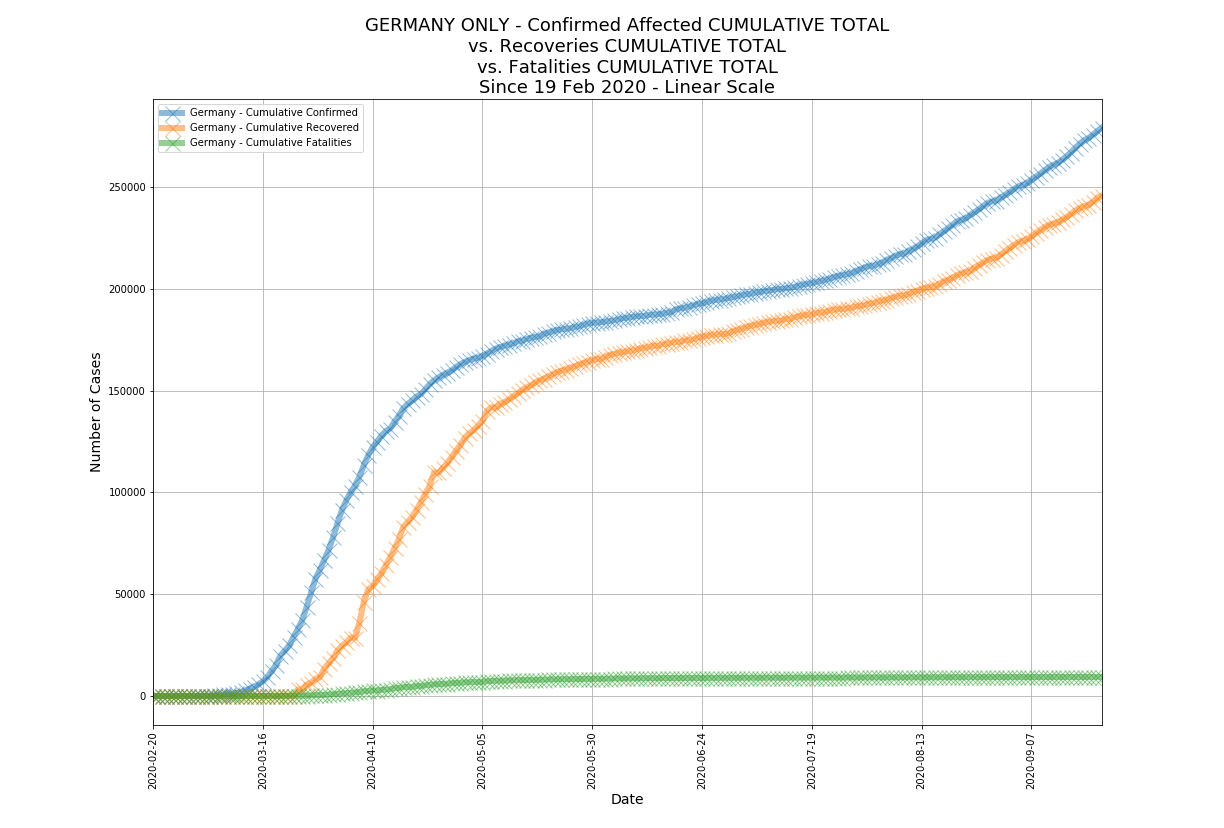 GERMANY ONLY - Confirmed Affected CUMULATIVE TOTAL
vs. Recoveries CUMULATIVE TOTAL
vs. Fatalities CUMULATIVE TOTAL
Since 19 Feb 2020 - Linear Scale
Germany - Cumulative Confirmed
Germany - Cumulative Recovered
Germany - Cumulative Fatalities
Number of Cases
250000
200000
150000
100000
50000
0
2020-02-20
2020-03-16
2020-04-10
2020-05-05
2020-05-30
2020-06-24
2020-07-19
2020-08-13
2020-09-07
Date